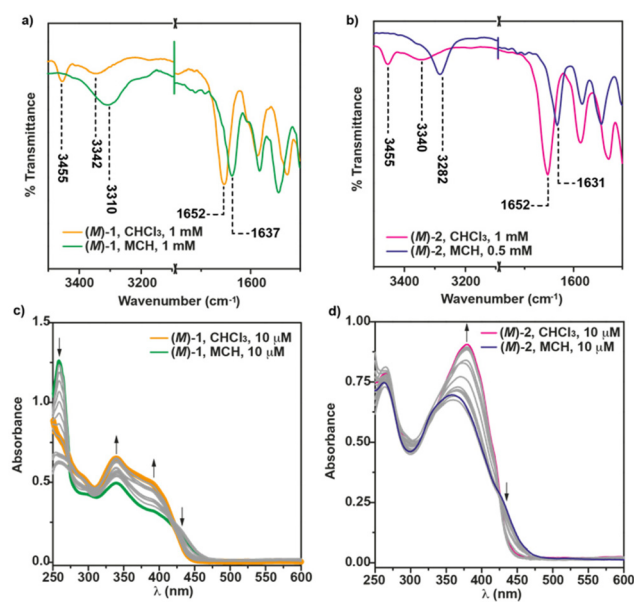 a)
% Transmittance
3455
3342
3310
1652
1637
(M)-1, CHCl₃, 1 mM
(M)-1, MCH, 1 mM
3400 3200 1600
Wavenumber (cm⁻¹)
b)
% Transmittance
3455
3340
3282
1652
1631
(M)-2, CHCl₃, 1 mM
(M)-2, MCH, 0.5 mM
3400 3200 1600
Wavenumber (cm⁻¹)
c)
Absorbance
1.5
1.0
0.5
0.0
(M)-1, CHCl₃, 10 μM
(M)-1, MCH, 10 μM
250 300 350 400 450 500 550 600
λ (nm)
d)
Absorbance
1.00
0.75
0.50
0.25
0.00
(M)-2, CHCl₃, 10 μM
(M)-2, MCH, 10 μM
250 300 350 400 450 500 550 600
λ (nm)